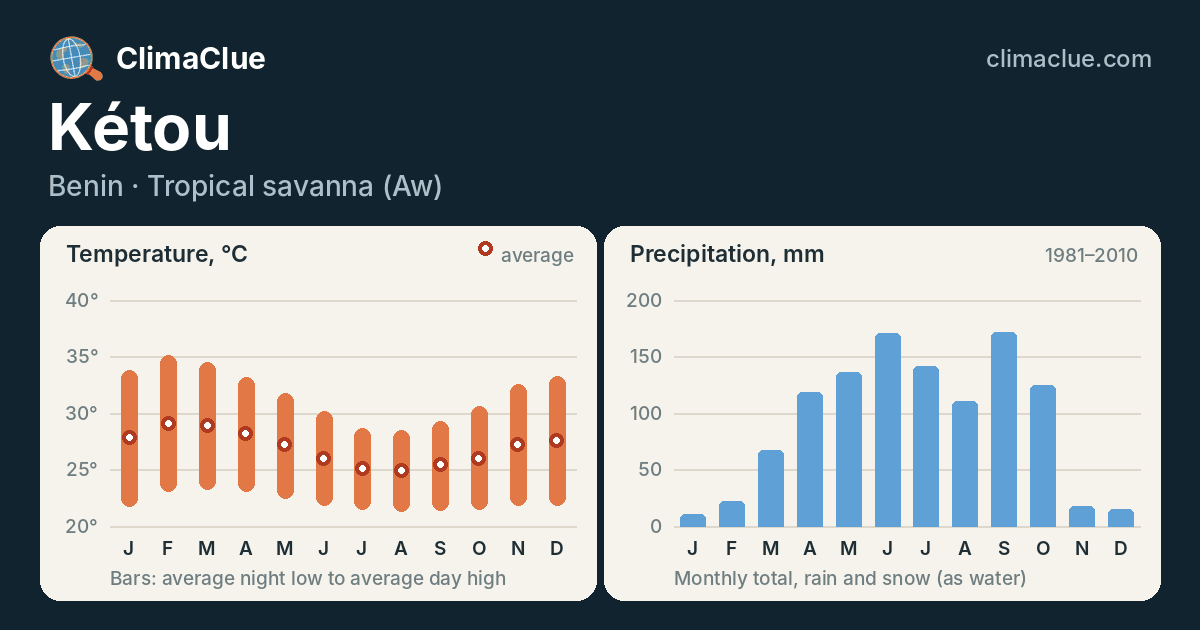 ClimaClue
climaclue.com
Kétou
Benin · Tropical savanna (Aw)
Temperature, °C
average
40°
35°
30°
25°
20°
J F M A M J J A S O N D
Bars: average night low to average day high
Precipitation, mm
1981–2010
200
150
100
50
0
J F M A M J J A S O N D
Monthly total, rain and snow (as water)